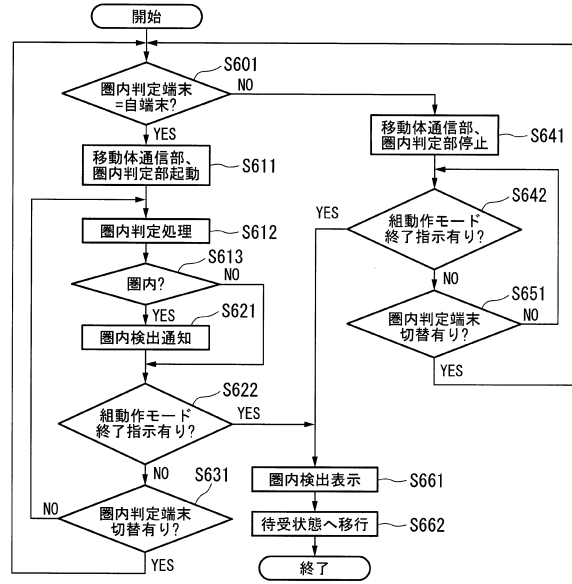 開始
S601
圏内判定端末
=自端末?
NO
YES
移動体通信部、
圏内判定部起動
S611
圏内判定処理
S612
S613
圏内?
NO
YES
S621
圏内検出通知
S622
組動作モード
終了指示有り?
YES
NO
S631
圏内判定端末
切替有り?
NO
YES
移動体通信部、
圏内判定部停止
S641
S642
組動作モード
終了指示有り?
YES
NO
S651
圏内判定端末
切替有り?
NO
YES
圏内検出表示
S661
待受状態へ移行
S662
終了